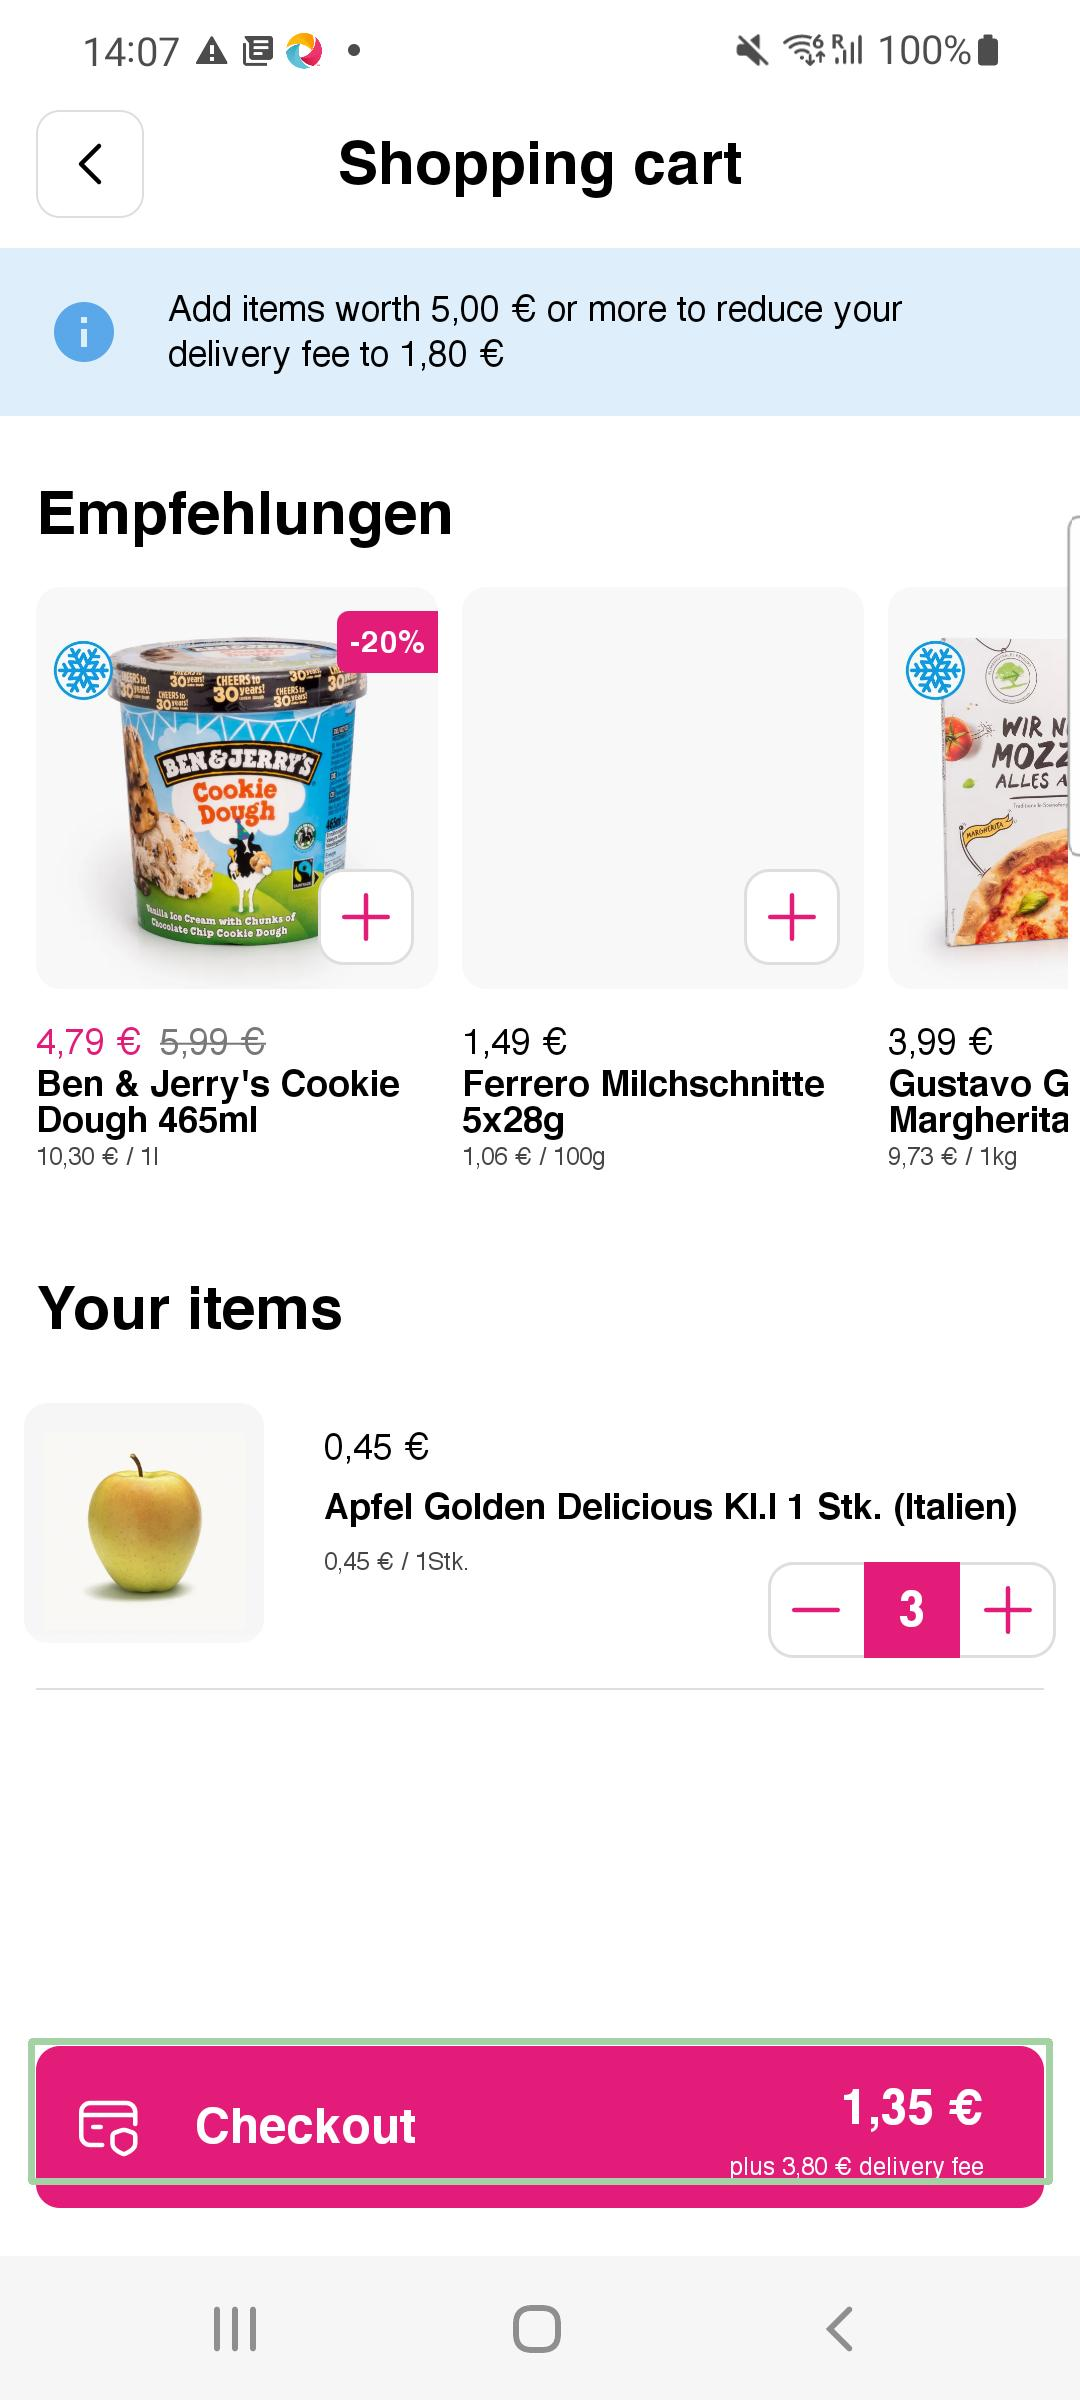 14:07
R
6
100%
Shopping cart
Add items worth 5,00 € or more to reduce your
delivery fee to 1,80 €
Empfehlungen
-20%
CHEERS to
30 years!
BEN & JERRY'S
Cookie
Dough
Vanilla Ice Cream with Chunks of
Chocolate Chip Cookie Dough
WIR N
MOZZ
ALLES A
MARGHERITA
4,79 € 5,99 €
Ben & Jerry's Cookie
Dough 465ml
10,30 € / 1l
1,49 €
Ferrero Milchschnitte
5x28g
1,06 € / 100g
3,99 €
Gustavo G
Margherita
9,73 € / 1kg
Your items
0,45 €
Apfel Golden Delicious Kl.I 1 Stk. (Italien)
0,45 € / 1Stk.
3
Checkout
1,35 €
plus 3,80 € delivery fee